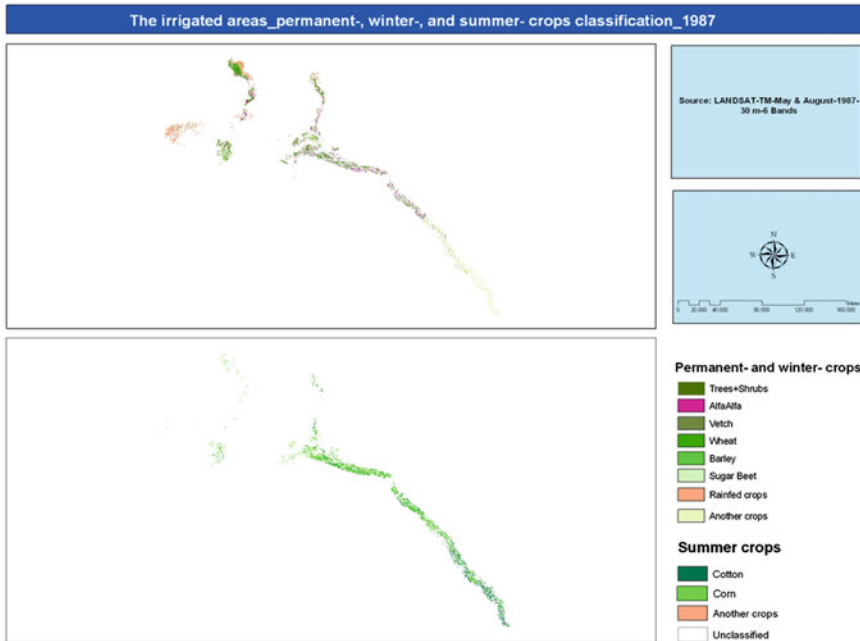 The irrigated areas_permanent-, winter-, and summer- crops classification_1987
Source: LANDSAT-TM-May & August-1987-
30 m-6 Bands
N
W E
S
Meter
0 20.000 40.000 80.000 120.000 160.000
Permanent- and winter- crops
Trees+Shrubs
AlfaAlfa
Vetch
Wheat
Barley
Sugar Beet
Rainfed crops
Another crops
Summer crops
Cotton
Corn
Another crops
Unclassified